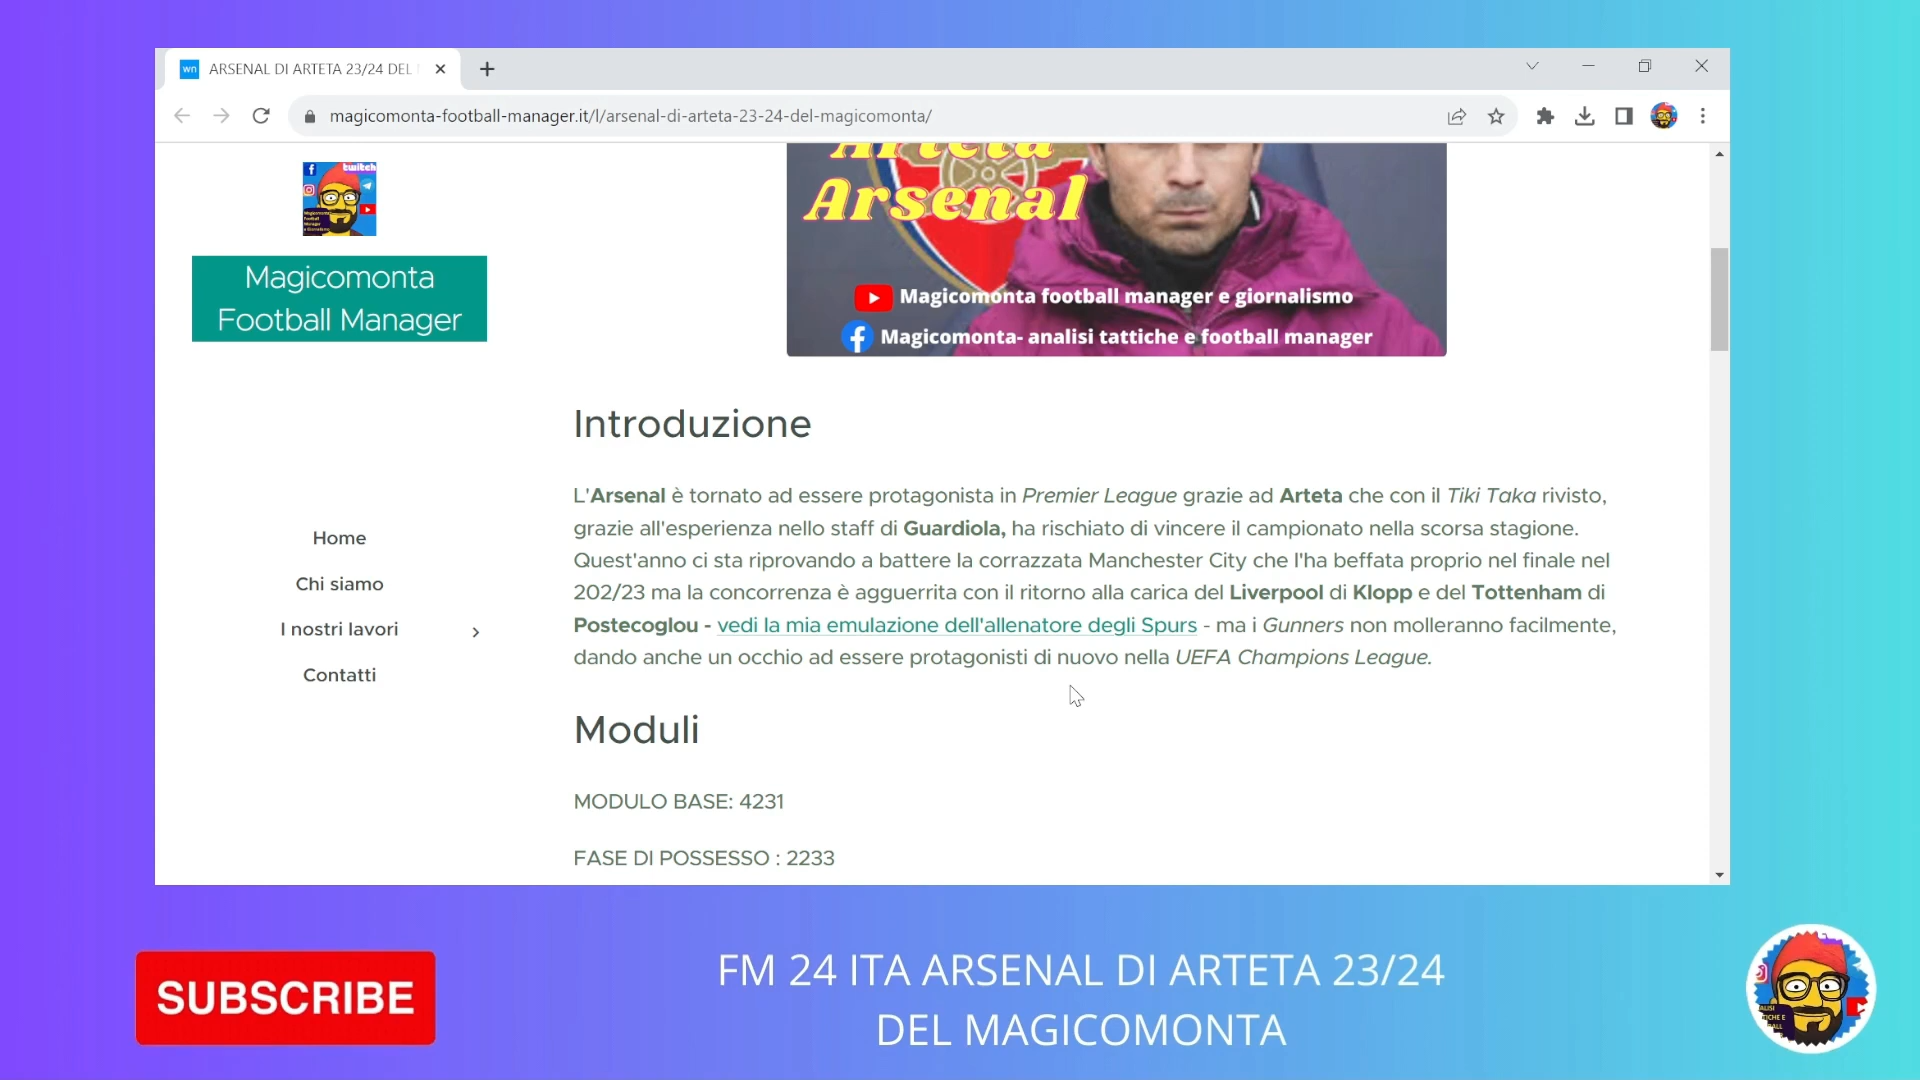 ARSENAL DI ARTETA 23/24 DEL
magicomonta-football-manager.it/l/arsenal-di-arteta-23-24-del-magicomonta/
twitch
Magicomonta
Football Manager
Home
Chi siamo
I nostri lavori
Contatti
Arteta
Arsenal
Magicomonta football manager e giornalismo
Magicomonta- analisi tattiche e football manager
Introduzione
L'Arsenal è tornato ad essere protagonista in Premier League grazie ad Arteta che con il Tiki Taka rivisto,
grazie all'esperienza nello staff di Guardiola, ha rischiato di vincere il campionato nella scorsa stagione.
Quest'anno ci sta riprovando a battere la corrazzata Manchester City che l'ha beffata proprio nel finale nel
202/23 ma la concorrenza è agguerrita con il ritorno alla carica del Liverpool di Klopp e del Tottenham di
Postecoglou - vedi la mia emulazione dell'allenatore degli Spurs - ma i Gunners non molleranno facilmente,
dando anche un occhio ad essere protagonisti di nuovo nella UEFA Champions League.
Moduli
MODULO BASE: 4231
FASE DI POSSESSO : 2233
SUBSCRIBE
FM 24 ITA ARSENAL DI ARTETA 23/24
DEL MAGICOMONTA